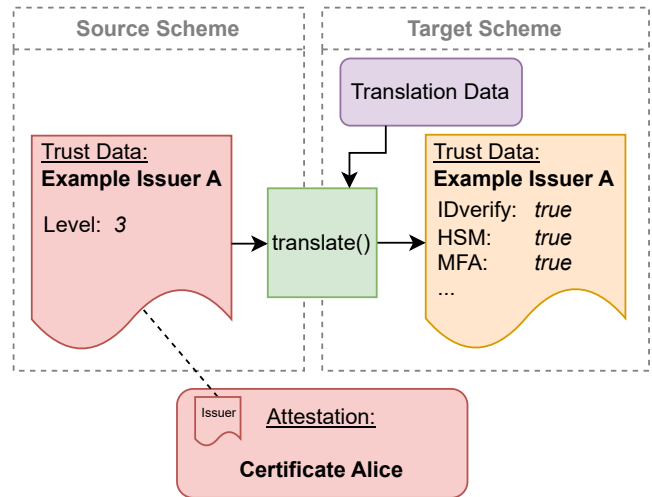 Source Scheme
Target Scheme
Translation Data
Trust Data:
Example Issuer A
Level: 3
translate()
Trust Data:
Example Issuer A
IDverify: true
HSM: true
MFA: true
...
Issuer
Attestation:
Certificate Alice